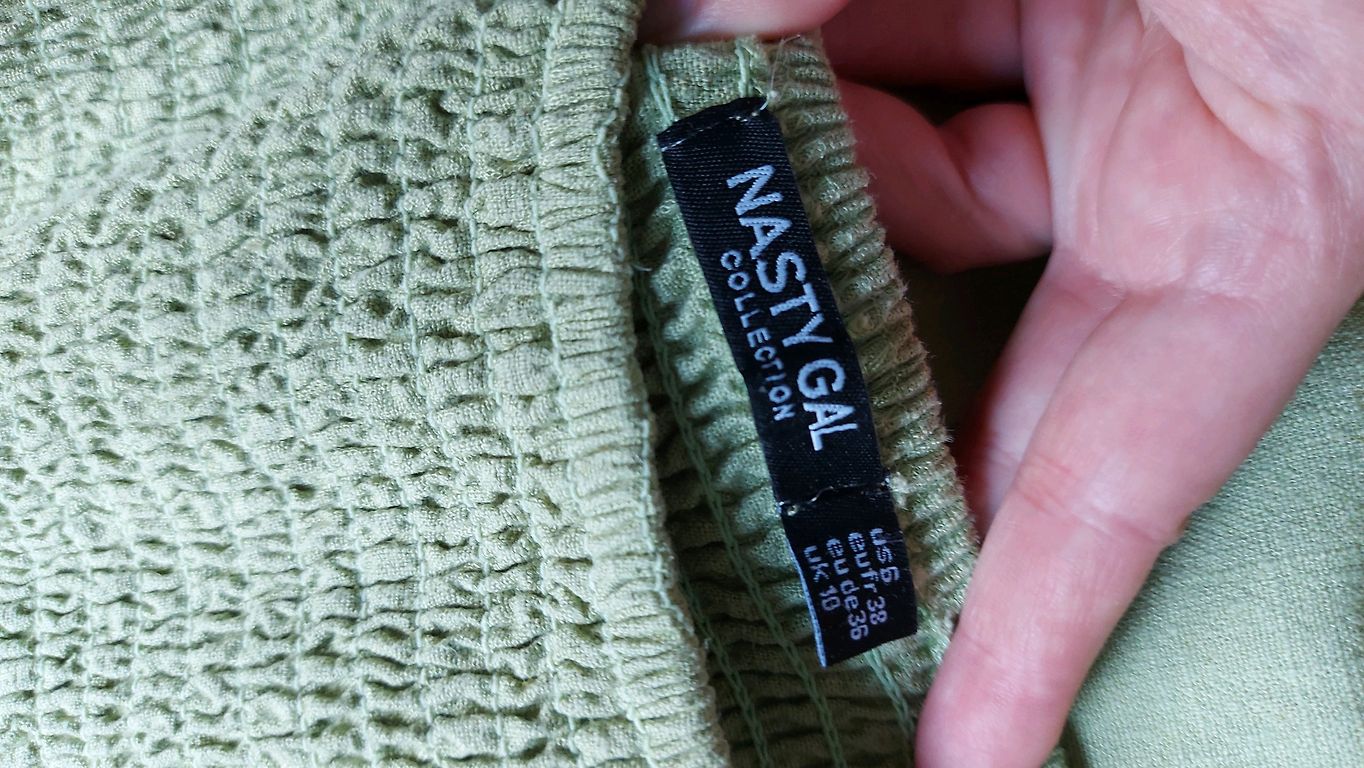 NASTY GAL
COLLECTION
us 6
eu fr 38
eu de 36
uk 10